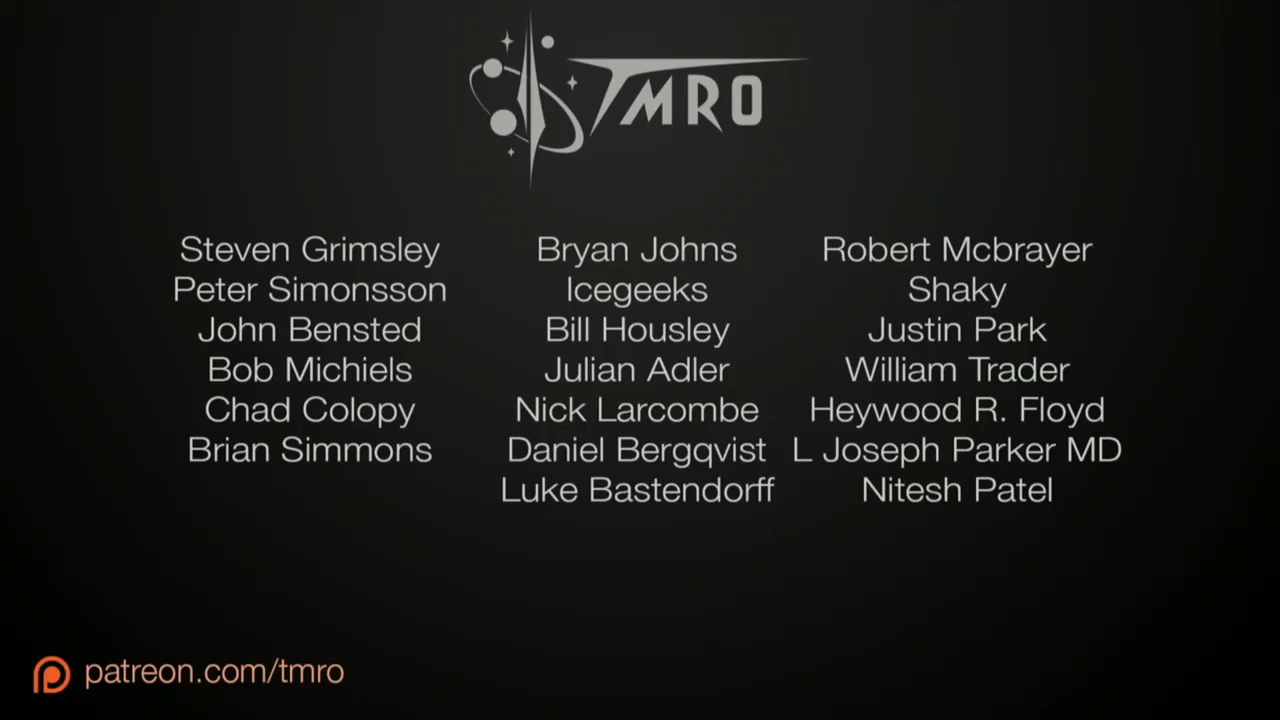 TMRO
Steven Grimsley
Peter Simonsson
John Bensted
Bob Michiels
Chad Colopy
Brian Simmons
Bryan Johns
Icegeeks
Bill Housley
Julian Adler
Nick Larcombe
Daniel Bergqvist
Luke Bastendorff
Robert Mcbrayer
Shaky
Justin Park
William Trader
Heywood R. Floyd
L Joseph Parker MD
Nitesh Patel
patreon.com/tmro